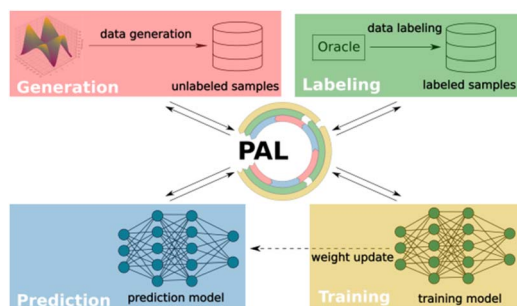 data generation
unlabeled samples
Generation
Oracle
data labeling
labeled samples
Labeling
PAL
prediction model
Prediction
weight update
training model
Training